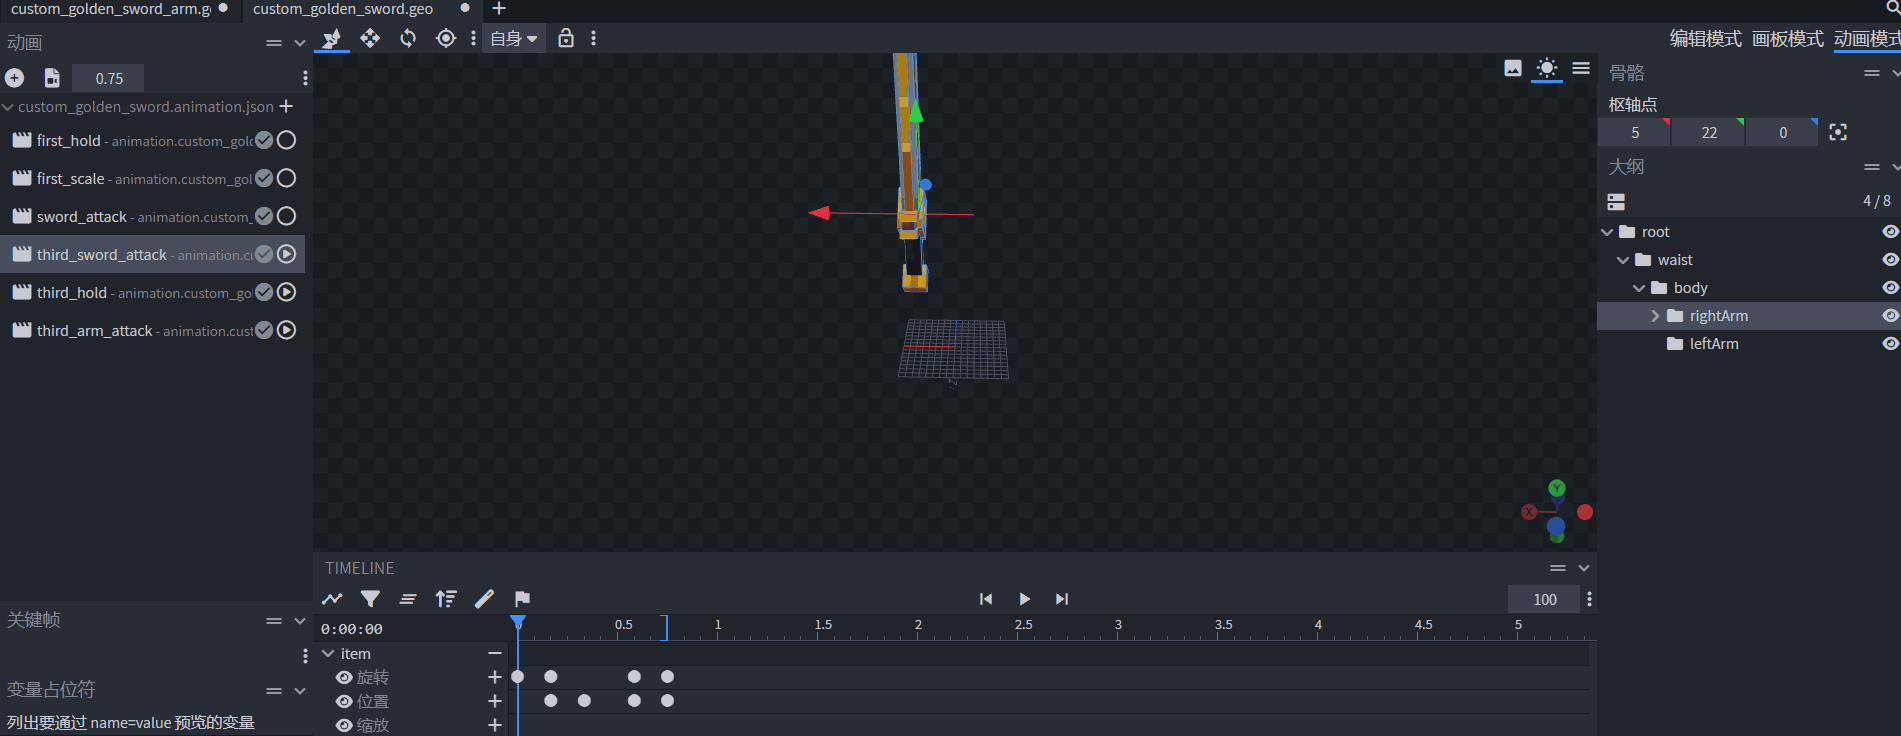 custom_golden_sword_arm.g
custom_golden_sword.geo
自身
编辑模式 画板模式 动画模式
动画
0.75
custom_golden_sword.animation.json
first_hold - animation.custom_gold
first_scale - animation.custom_gol
sword_attack - animation.custom_
third_sword_attack - animation.c
third_hold - animation.custom_go
third_arm_attack - animation.cust
关键帧
变量占位符
列出要通过 name=value 预览的变量
骨骼
枢轴点
5 22 0
大纲
4 / 8
root
waist
body
rightArm
leftArm
Y
X
TIMELINE
100
0:00:00
0 0.5 1 1.5 2 2.5 3 3.5 4 4.5 5
item
旋转
位置
缩放